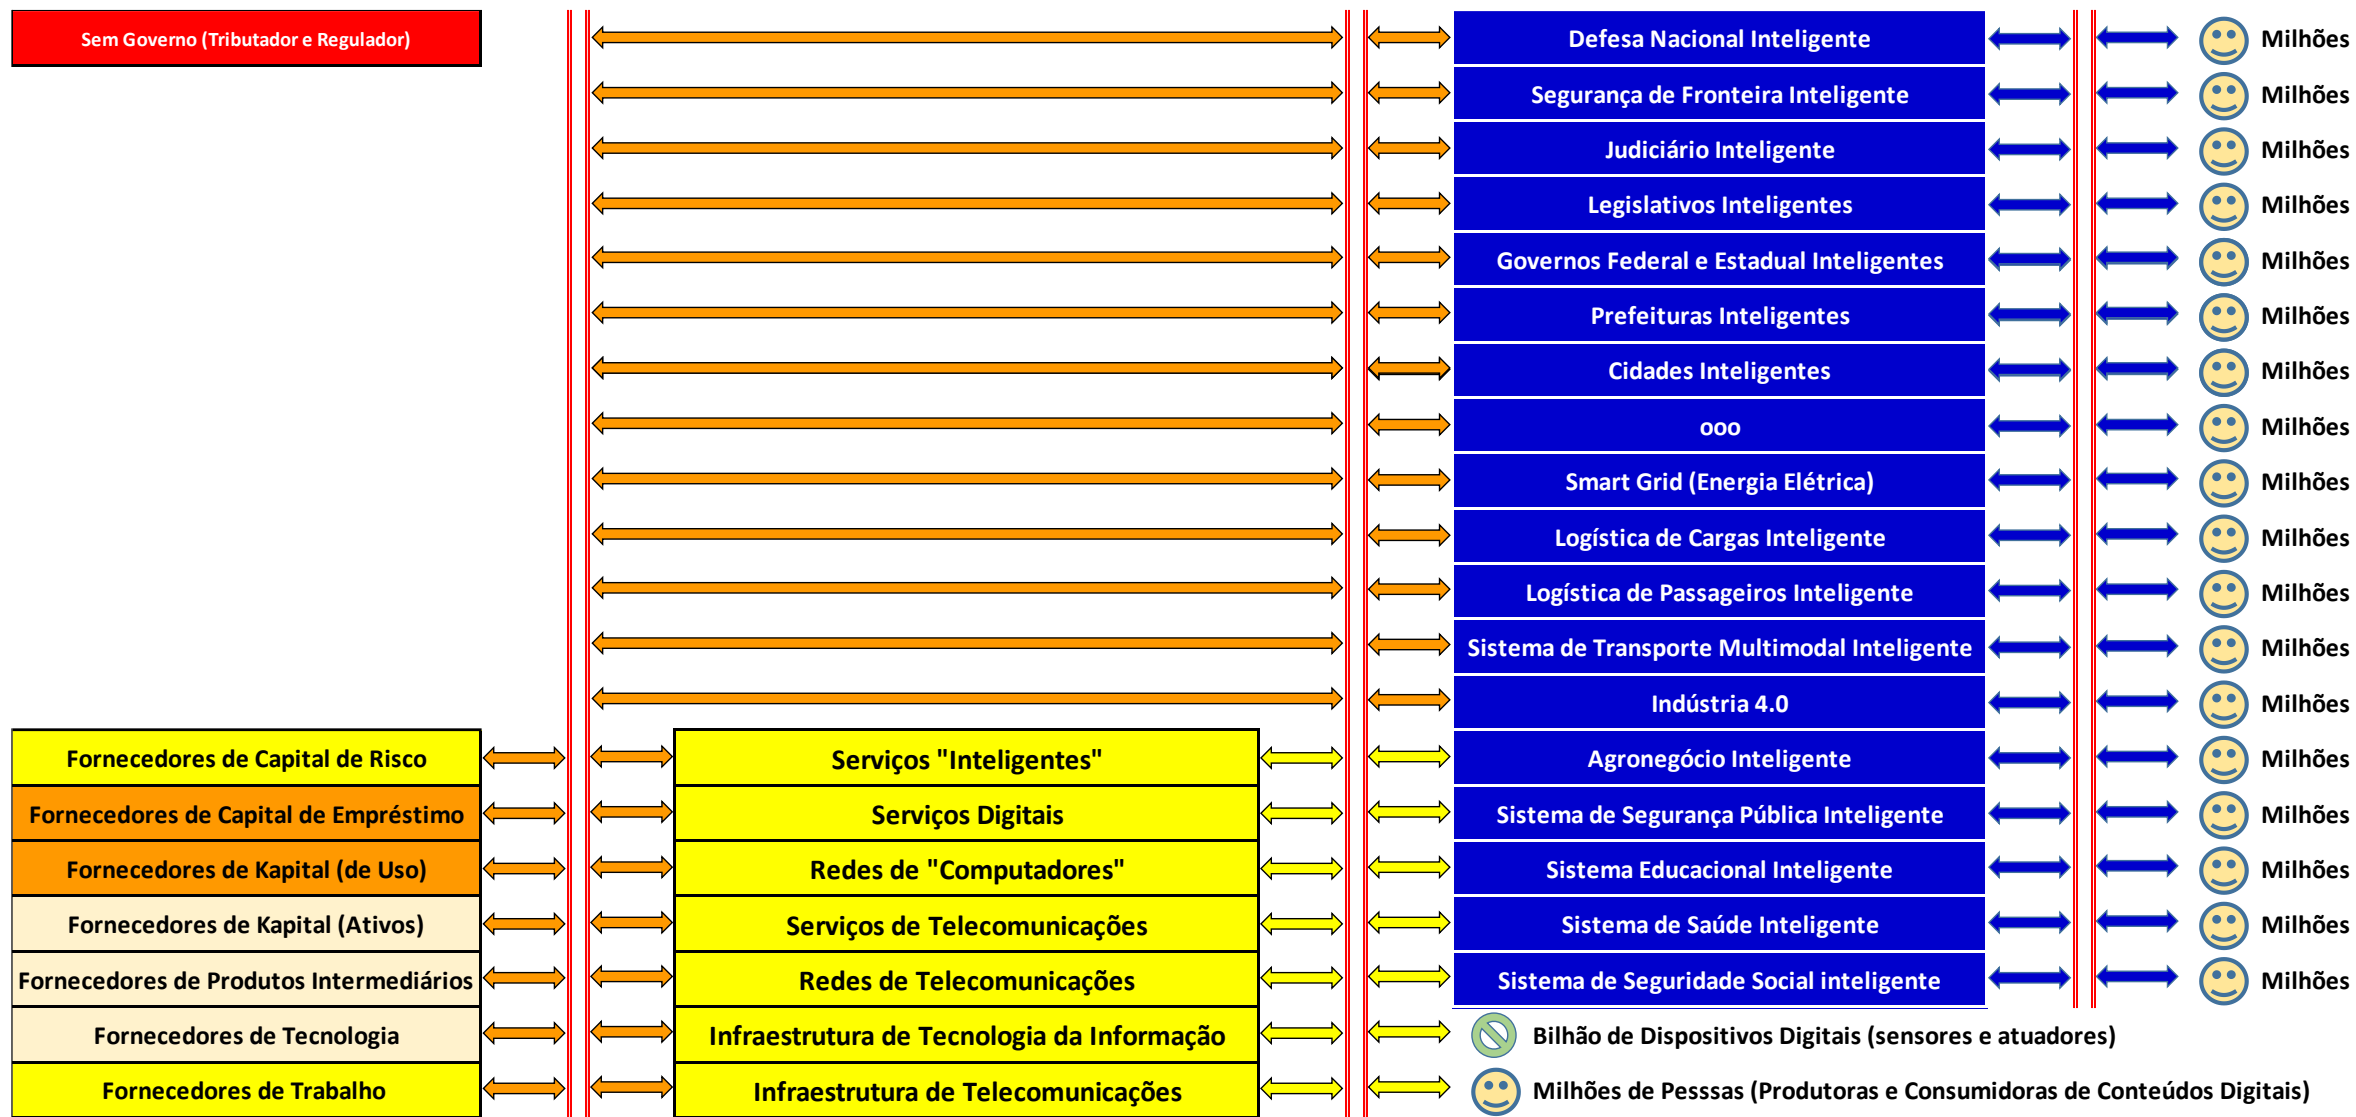 Sem Governo (Tributador e Regulador)
Defesa Nacional Inteligente
Milhões
Segurança de Fronteira Inteligente
Milhões
Judiciário Inteligente
Milhões
Legislativos Inteligentes
Milhões
Governos Federal e Estadual Inteligentes
Milhões
Prefeituras Inteligentes
Milhões
Cidades Inteligentes
Milhões
ooo
Milhões
Smart Grid (Energia Elétrica)
Milhões
Logística de Cargas Inteligente
Milhões
Logística de Passageiros Inteligente
Milhões
Sistema de Transporte Multimodal Inteligente
Milhões
Indústria 4.0
Milhões
Fornecedores de Capital de Risco
Serviços "Inteligentes"
Agronegócio Inteligente
Milhões
Fornecedores de Capital de Empréstimo
Serviços Digitais
Sistema de Segurança Pública Inteligente
Milhões
Fornecedores de Kapital (de Uso)
Redes de "Computadores"
Sistema Educacional Inteligente
Milhões
Fornecedores de Kapital (Ativos)
Serviços de Telecomunicações
Sistema de Saúde Inteligente
Milhões
Fornecedores de Produtos Intermediários
Redes de Telecomunicações
Sistema de Seguridade Social inteligente
Milhões
Fornecedores de Tecnologia
Infraestrutura de Tecnologia da Informação
Bilhão de Dispositivos Digitais (sensores e atuadores)
Fornecedores de Trabalho
Infraestrutura de Telecomunicações
Milhões de Pesssas (Produtoras e Consumidoras de Conteúdos Digitais)